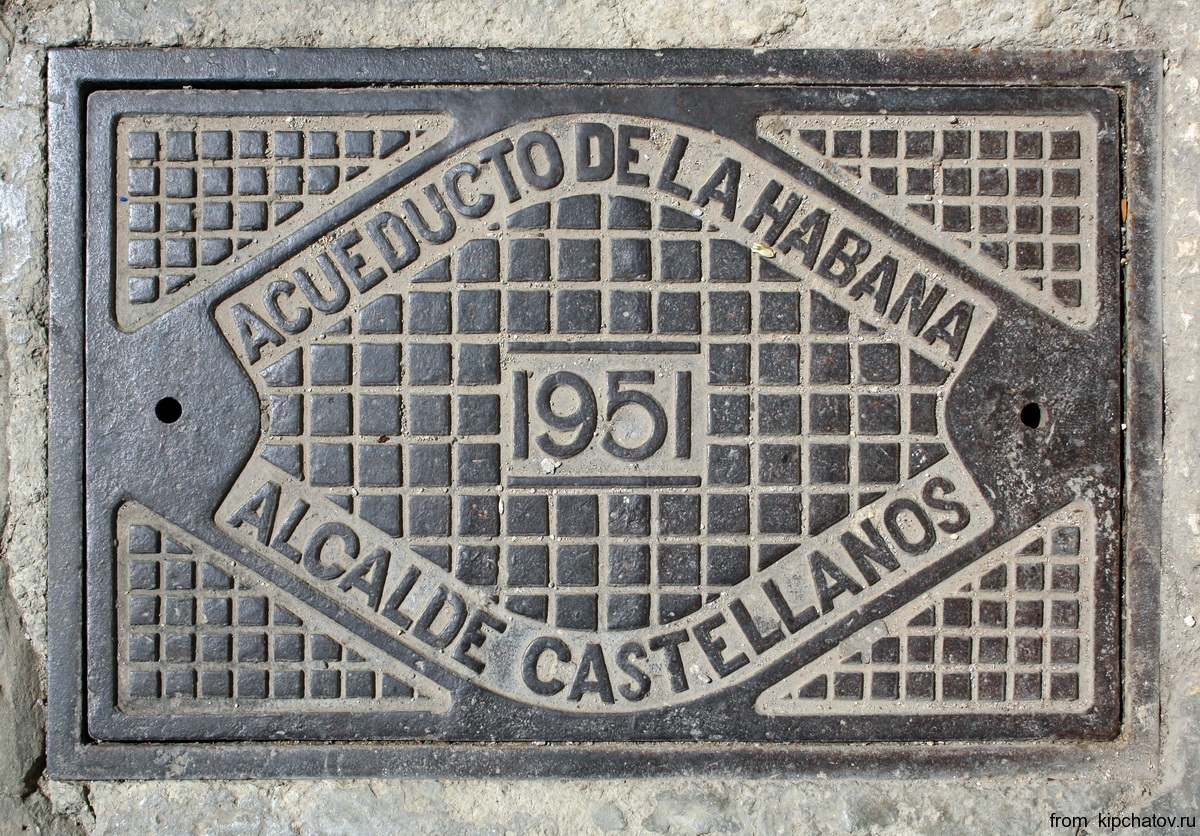 ACUEDUCTO DE LA HABANA
1951
ALCALDE CASTELLANOS
from kipchatov.ru